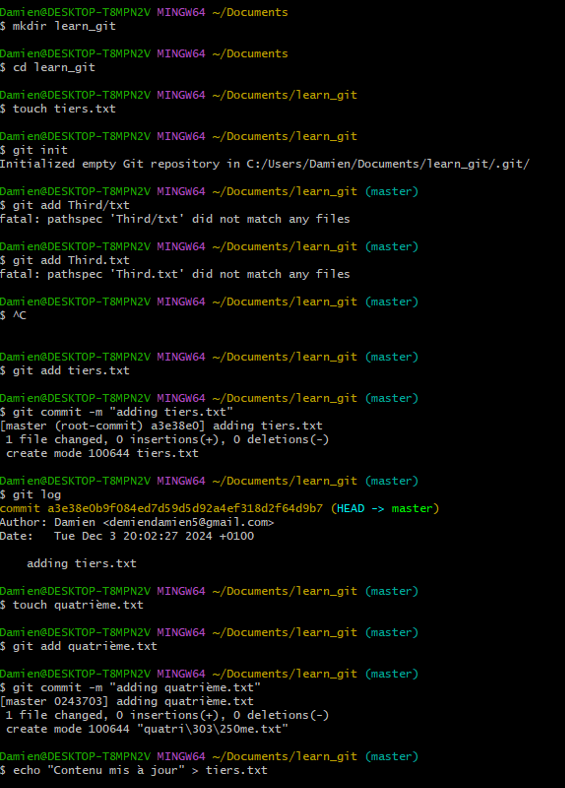 Damien@DESKTOP-T8MPN2V MINGW64 ~/Documents
$ mkdir learn_git
Damien@DESKTOP-T8MPN2V MINGW64 ~/Documents
$ cd learn_git
Damien@DESKTOP-T8MPN2V MINGW64 ~/Documents/learn_git
$ touch tiers.txt
Damien@DESKTOP-T8MPN2V MINGW64 ~/Documents/learn_git
$ git init
Initialized empty Git repository in C:/Users/Damien/Documents/learn_git/.git/
Damien@DESKTOP-T8MPN2V MINGW64 ~/Documents/learn_git (master)
$ git add Third/txt
fatal: pathspec 'Third/txt' did not match any files
Damien@DESKTOP-T8MPN2V MINGW64 ~/Documents/learn_git (master)
$ git add Third.txt
fatal: pathspec 'Third.txt' did not match any files
Damien@DESKTOP-T8MPN2V MINGW64 ~/Documents/learn_git (master)
$ ^C
Damien@DESKTOP-T8MPN2V MINGW64 ~/Documents/learn_git (master)
$ git add tiers.txt
Damien@DESKTOP-T8MPN2V MINGW64 ~/Documents/learn_git (master)
$ git commit -m "adding tiers.txt"
[master (root-commit) a3e38e0] adding tiers.txt
1 file changed, 0 insertions(+), 0 deletions(-)
create mode 100644 tiers.txt
Damien@DESKTOP-T8MPN2V MINGW64 ~/Documents/learn_git (master)
$ git log
commit a3e38e0b9f084ed7d59d5d92a4ef318d2f64d9b7 (HEAD -> master)
Author: Damien <demiendamien5@gmail.com>
Date:   Tue Dec 3 20:02:27 2024 +0100
adding tiers.txt
Damien@DESKTOP-T8MPN2V MINGW64 ~/Documents/learn_git (master)
$ touch quatrième.txt
Damien@DESKTOP-T8MPN2V MINGW64 ~/Documents/learn_git (master)
$ git add quatrième.txt
Damien@DESKTOP-T8MPN2V MINGW64 ~/Documents/learn_git (master)
$ git commit -m "adding quatrième.txt"
[master 0243703] adding quatrième.txt
1 file changed, 0 insertions(+), 0 deletions(-)
create mode 100644 "quatri\303\250me.txt"
Damien@DESKTOP-T8MPN2V MINGW64 ~/Documents/learn_git (master)
$ echo "Contenu mis à jour" > tiers.txt